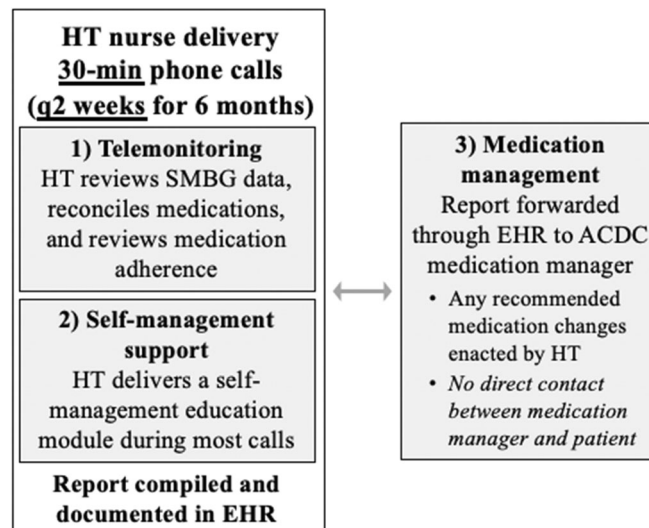 HT nurse delivery
30-min phone calls
(q2 weeks for 6 months)
1) Telemonitoring
HT reviews SMBG data,
reconciles medications,
and reviews medication
adherence
2) Self-management
support
HT delivers a self-
management education
module during most calls
Report compiled and
documented in EHR
3) Medication
management
Report forwarded
through EHR to ACDC
medication manager
• Any recommended
medication changes
enacted by HT
• No direct contact
between medication
manager and patient